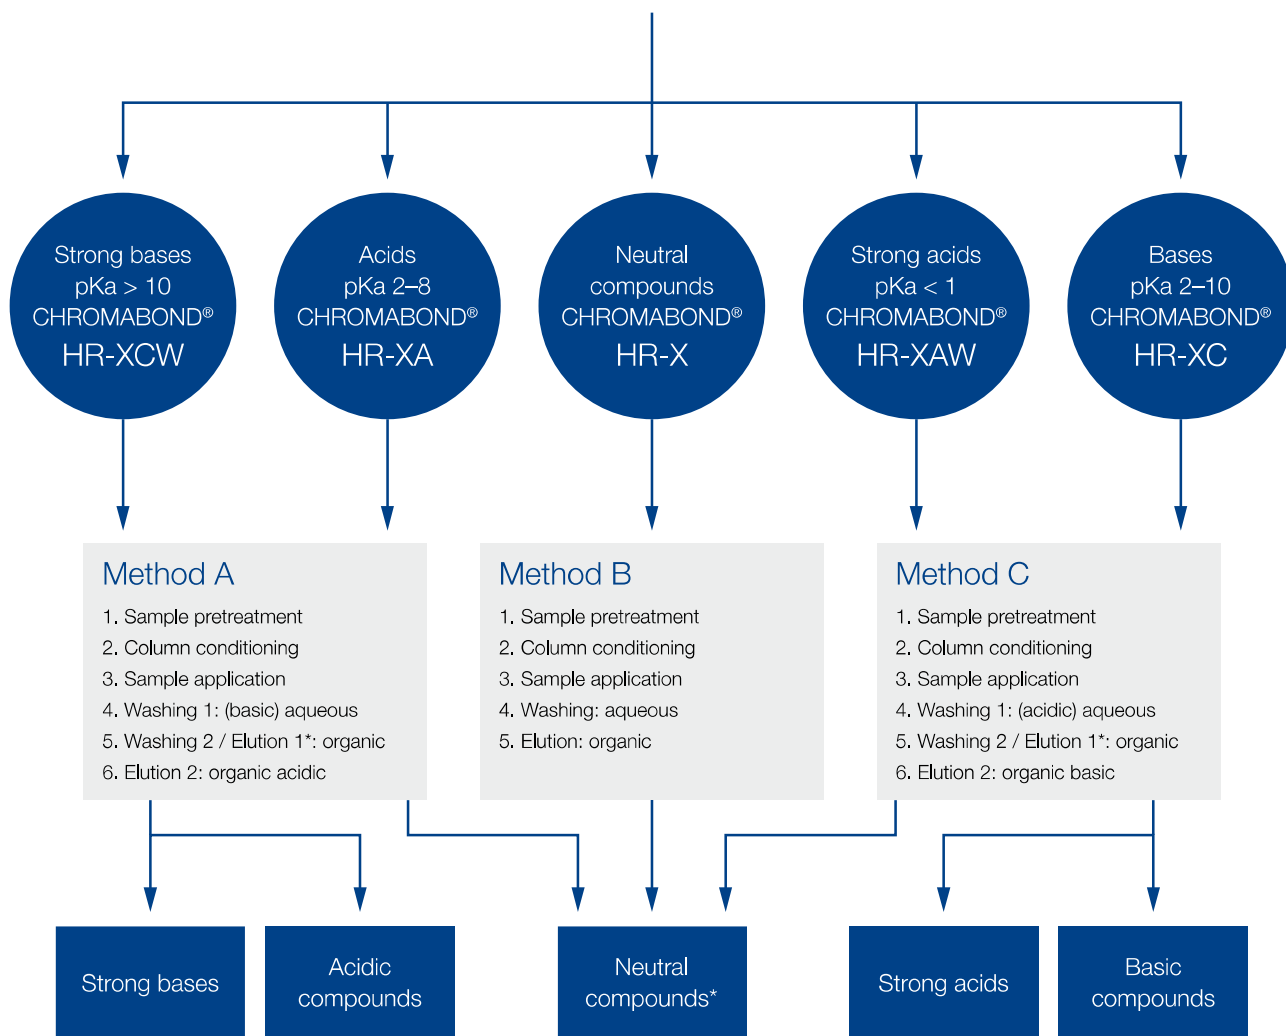 Strong bases
pKa > 10
CHROMABOND®
HR-XCW
Acids
pKa 2–8
CHROMABOND®
HR-XA
Neutral
compounds
CHROMABOND®
HR-X
Strong acids
pKa < 1
CHROMABOND®
HR-XAW
Bases
pKa 2–10
CHROMABOND®
HR-XC
Method A
1. Sample pretreatment
2. Column conditioning
3. Sample application
4. Washing 1: (basic) aqueous
5. Washing 2 / Elution 1*: organic
6. Elution 2: organic acidic
Method B
1. Sample pretreatment
2. Column conditioning
3. Sample application
4. Washing: aqueous
5. Elution: organic
Method C
1. Sample pretreatment
2. Column conditioning
3. Sample application
4. Washing 1: (acidic) aqueous
5. Washing 2 / Elution 1*: organic
6. Elution 2: organic basic
Strong bases
Acidic
compounds
Neutral
compounds*
Strong acids
Basic
compounds